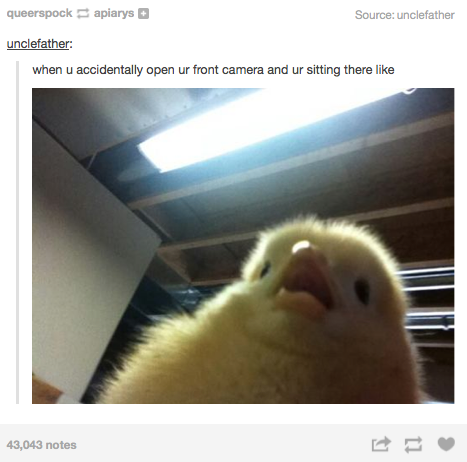 queerspock apiarys
Source: unclefather
unclefather:
when u accidentally open ur front camera and ur sitting there like
43,043 notes